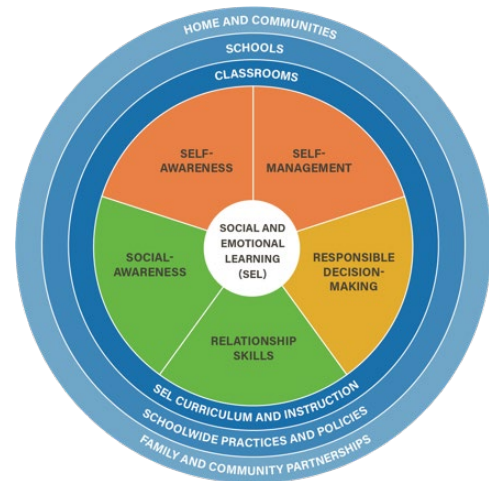 HOME AND COMMUNITIES
SCHOOLS
CLASSROOMS
SELF-
AWARENESS
SELF-
MANAGEMENT
SOCIAL AND
EMOTIONAL
LEARNING
(SEL)
SOCIAL-
AWARENESS
RESPONSIBLE
DECISION-
MAKING
RELATIONSHIP
SKILLS
SEL CURRICULUM AND INSTRUCTION
SCHOOLWIDE PRACTICES AND POLICIES
FAMILY AND COMMUNITY PARTNERSHIPS